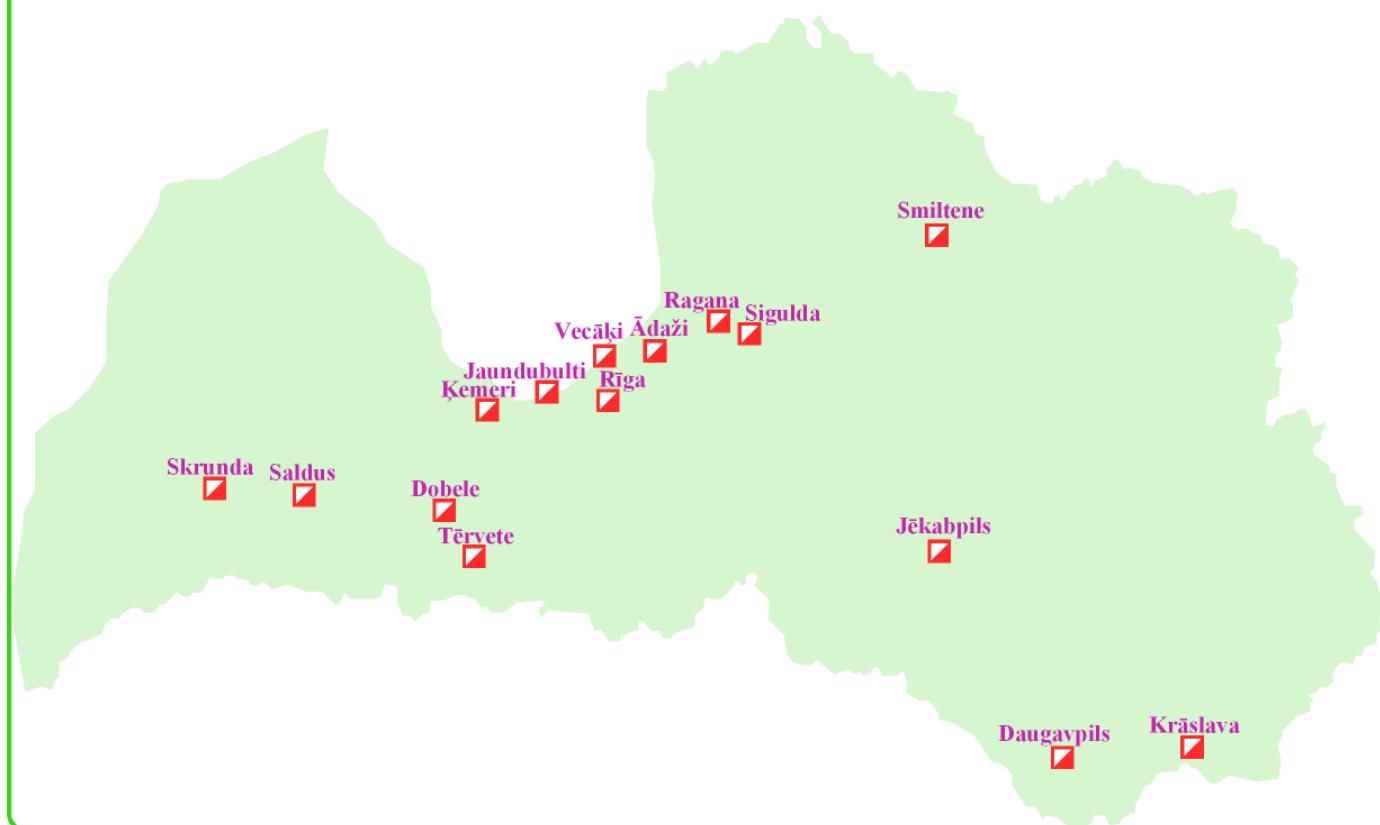 Smiltene
Ragana
Sigulda
Vecāķi
Ādaži
Jaundubulti
Rīga
Ķemeri
Skrunda
Saldus
Dobele
Tērvete
Jēkabpils
Daugavpils
Krāslava